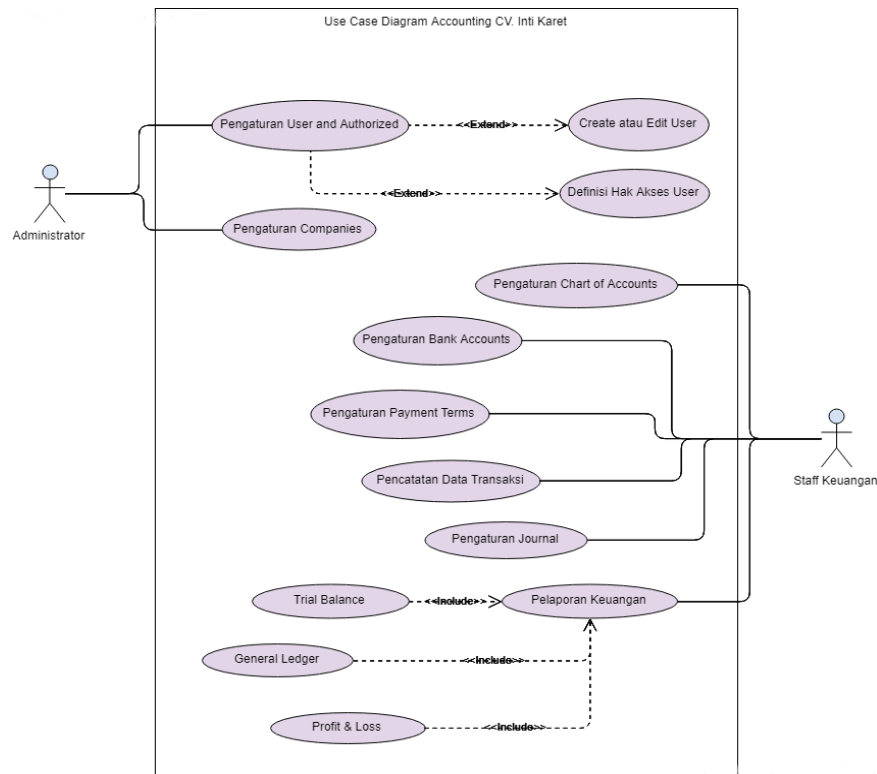 Use Case Diagram Accounting CV. Inti Karet
Pengaturan User and Authorized
<<Extend>>
Create atau Edit User
<<Extend>>
Definisi Hak Akses User
Administrator
Pengaturan Companies
Pengaturan Chart of Accounts
Pengaturan Bank Accounts
Pengaturan Payment Terms
Staff Keuangan
Pencatatan Data Transaksi
Pengaturan Journal
Trial Balance
<<Include>>
Pelaporan Keuangan
General Ledger
<<Include>>
Profit & Loss
<<Include>>